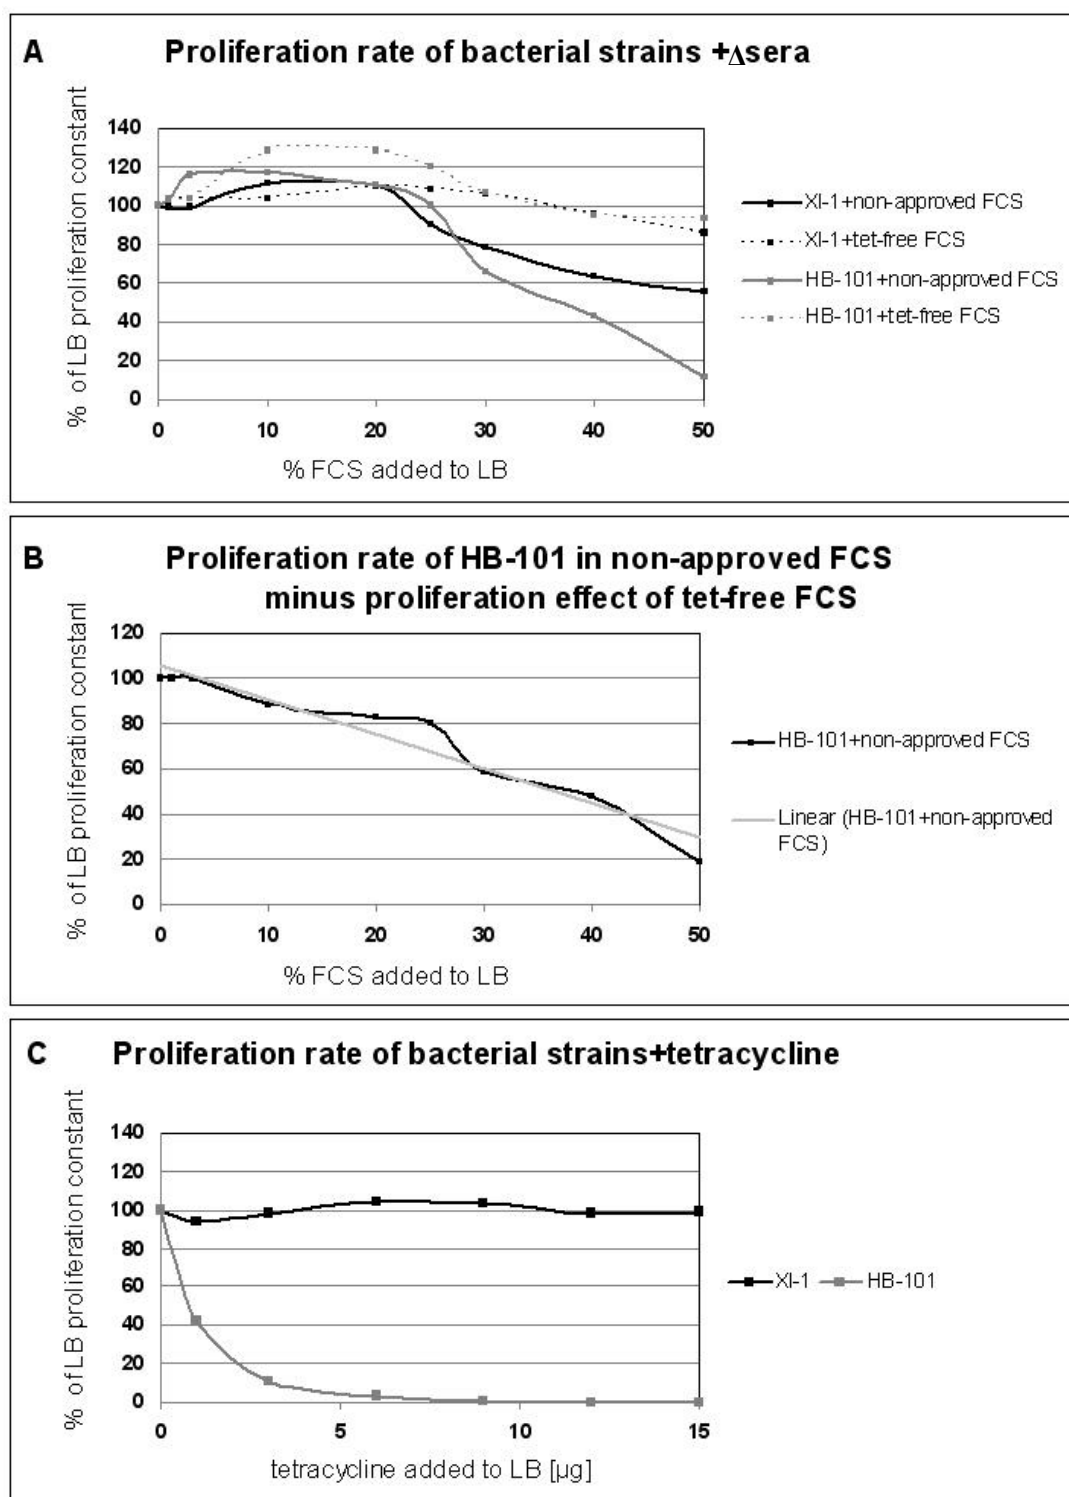 A
Proliferation rate of bacterial strains +Δsera
% of LB proliferation constant
140
120
100
80
60
40
20
0
0 10 20 30 40 50
% FCS added to LB
XI-1+non-approved FCS
XI-1+tet-free FCS
HB-101+non-approved FCS
HB-101+tet-free FCS
B
Proliferation rate of HB-101 in non-approved FCS
minus proliferation effect of tet-free FCS
% of LB proliferation constant
120
100
80
60
40
20
0
0 10 20 30 40 50
% FCS added to LB
HB-101+non-approved FCS
Linear (HB-101+non-approved
FCS)
C
Proliferation rate of bacterial strains+tetracycline
% of LB proliferation constant
140
120
100
80
60
40
20
0
0 5 10 15
tetracycline added to LB [µg]
XI-1 HB-101